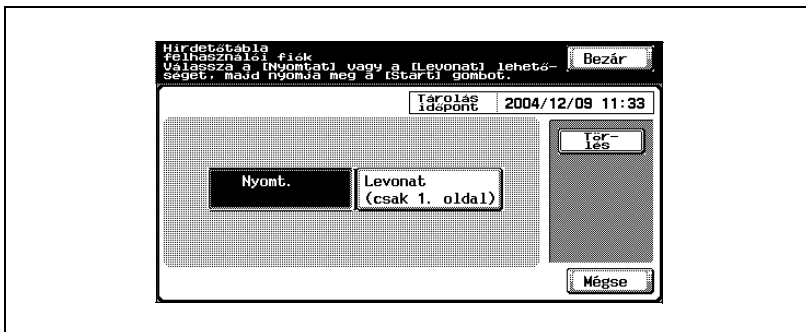 Hirdetőtábla
felhasználói fiók
Válassza a [Nyomtat] vagy a [Levonat] lehető-
séget, majd nyomja meg a [Start] gombot.
Bezár
Tárolás
időpont
2004/12/09 11:33
Tör-
lés
Nyomt.
Levonat
(csak 1. oldal)
Mégse